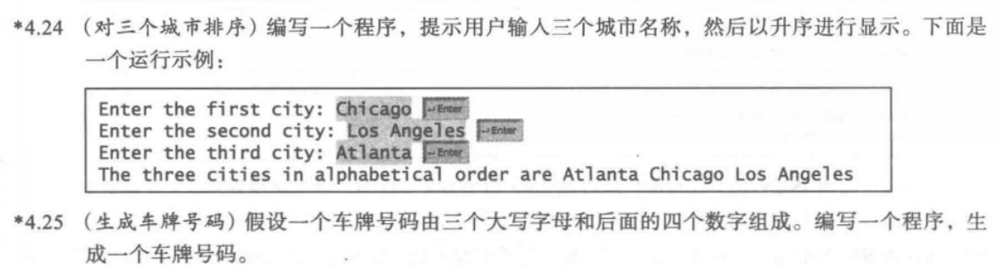 *4.24 （对三个城市排序）编写一个程序，提示用户输入三个城市名称，然后以升序进行显示。下面是
一个运行示例：
Enter the first city: Chicago ↵Enter
Enter the second city: Los Angeles ↵Enter
Enter the third city: Atlanta ↵Enter
The three cities in alphabetical order are Atlanta Chicago Los Angeles
*4.25 （生成车牌号码）假设一个车牌号码由三个大写字母和后面的四个数字组成。编写一个程序，生
成一个车牌号码。